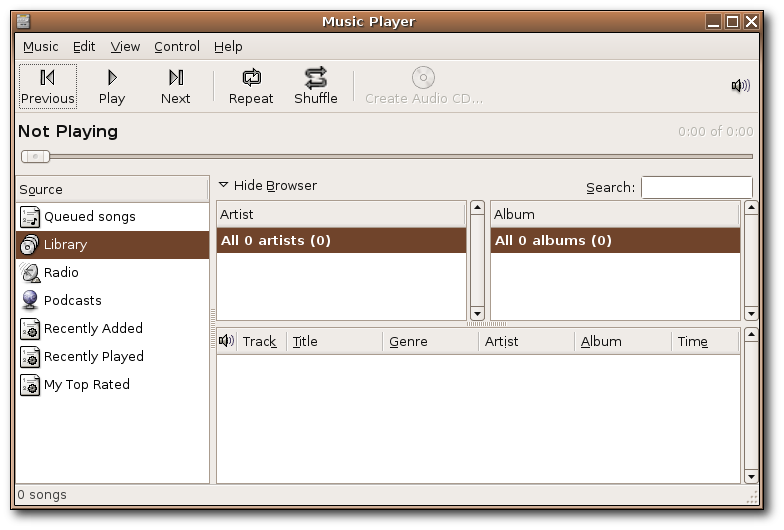 Music Player
Music Edit View Control Help
Previous Play Next Repeat Shuffle Create Audio CD...
Not Playing
0:00 of 0:00
Source
Queued songs
Library
Radio
Podcasts
Recently Added
Recently Played
My Top Rated
Hide Browser
Search:
Artist
All 0 artists (0)
Album
All 0 albums (0)
Track Title Genre Artist Album Time
0 songs